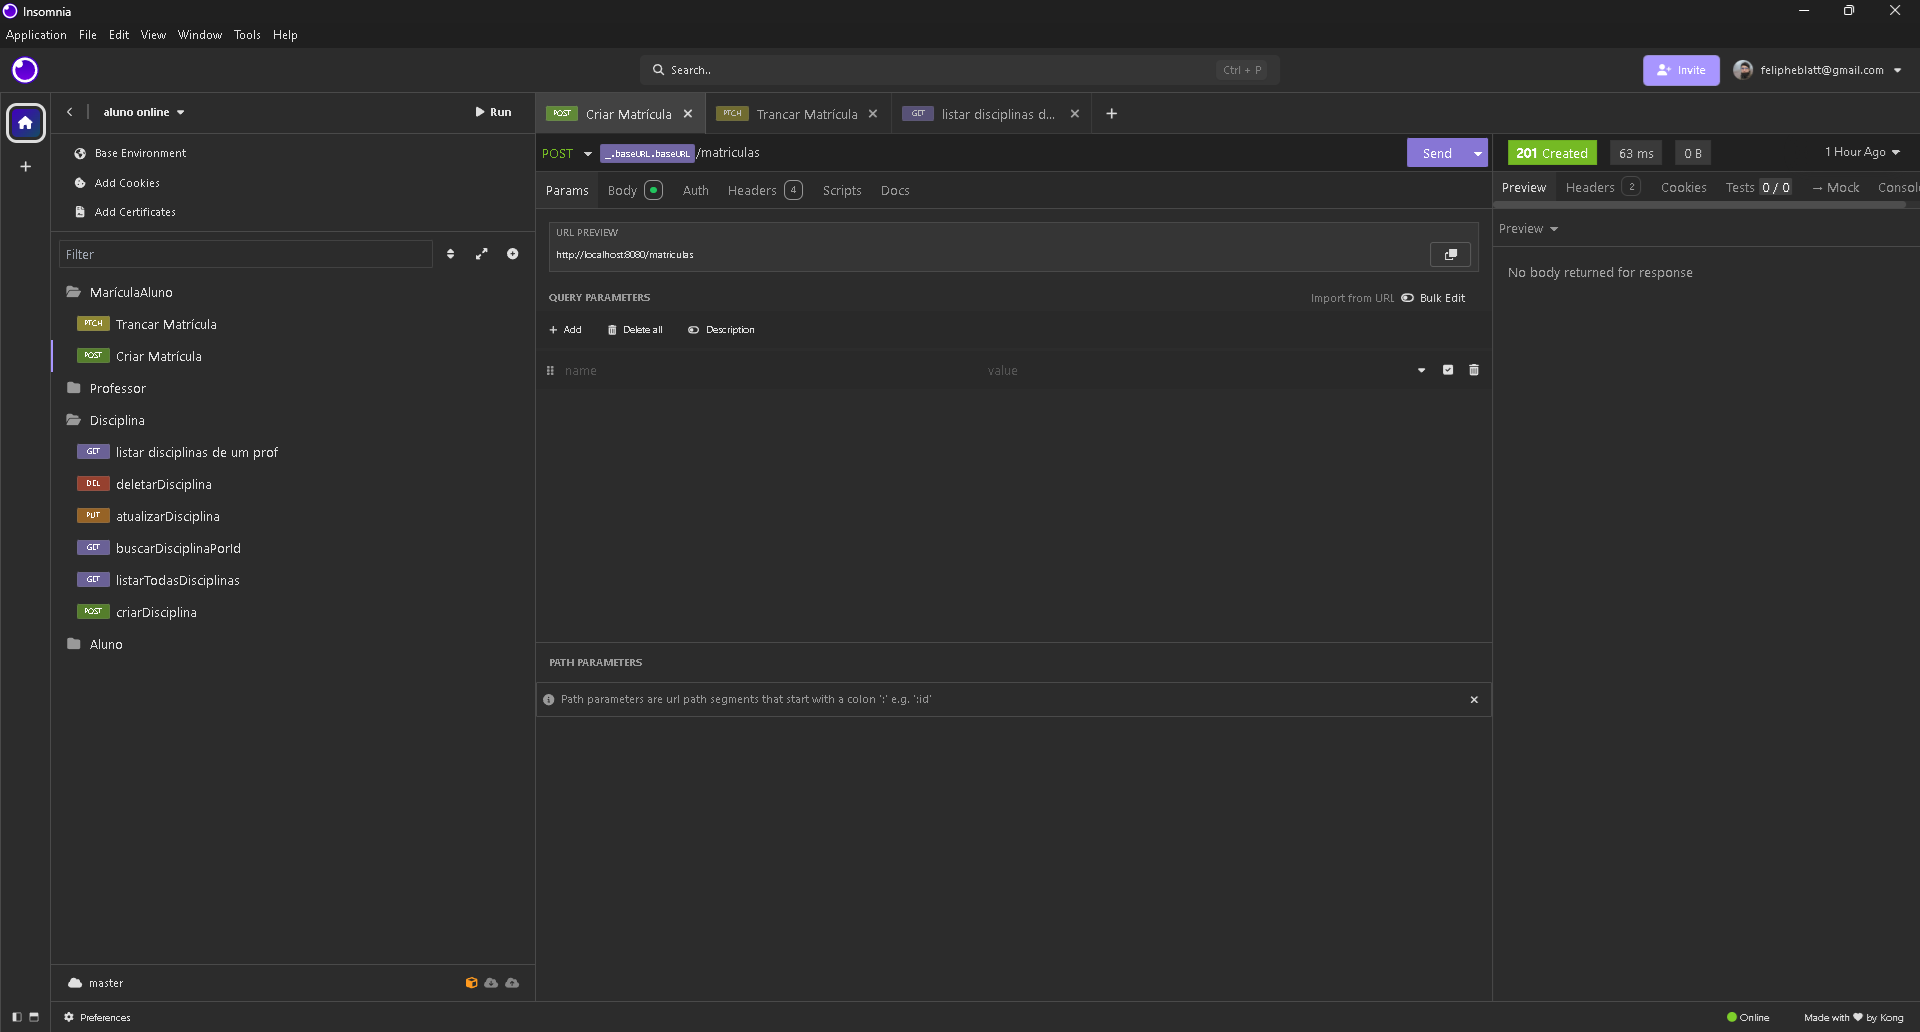 Insomnia
Application File Edit View Window Tools Help
Search.. Ctrl + P
Invite felipheblatt@gmail.com
aluno online Run
Base Environment
Add Cookies
Add Certificates
Filter
MarículaAluno
PTCH Trancar Matrícula
POST Criar Matrícula
Professor
Disciplina
GET listar disciplinas de um prof
DEL deletarDisciplina
PUT atualizarDisciplina
GET buscarDisciplinaPorId
GET listarTodasDisciplinas
POST criarDisciplina
Aluno
master
Preferences
POST Criar Matrícula PTCH Trancar Matrícula GET listar disciplinas d...
POST _.baseURL.baseURL /matriculas Send
Params Body Auth Headers 4 Scripts Docs
URL PREVIEW
http://localhost:8080/matriculas
QUERY PARAMETERS Import from URL Bulk Edit
Add Delete all Description
name value
PATH PARAMETERS
Path parameters are url path segments that start with a colon ':' e.g. ':id'
201 Created 63 ms 0 B 1 Hour Ago
Preview Headers 2 Cookies Tests 0 / 0 → Mock Consol
Preview
No body returned for response
Online Made with ❤ by Kong